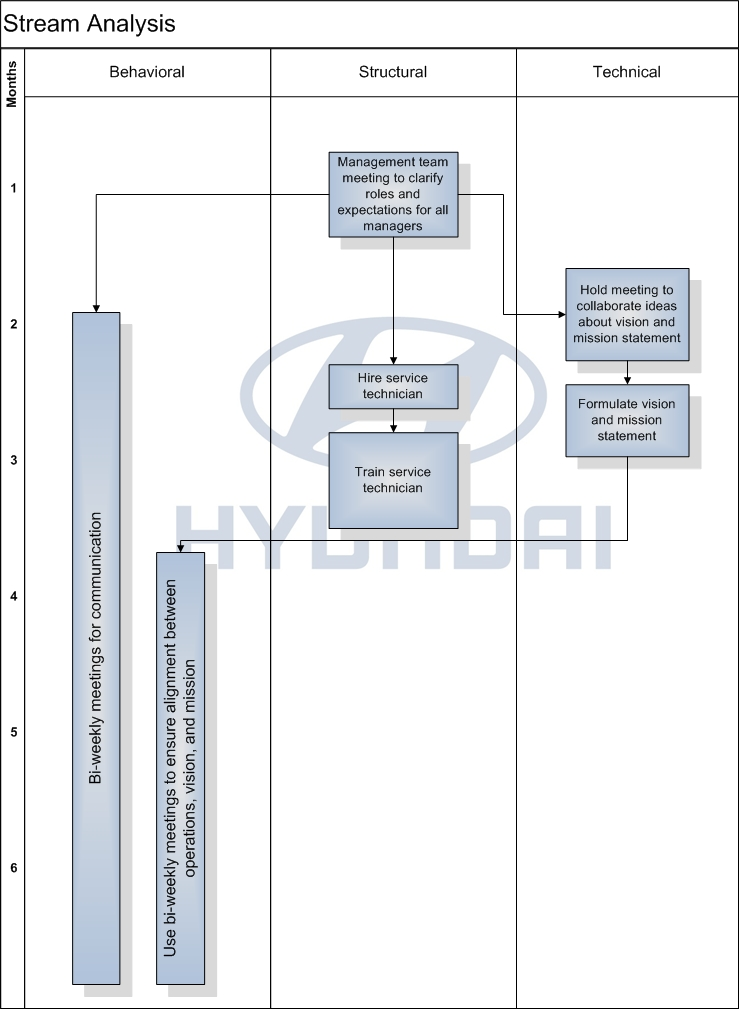 Stream Analysis
Months
Behavioral
Structural
Technical
1
Management team
meeting to clarify
roles and
expectations for all
managers
Hold meeting to
collaborate ideas
about vision and
mission statement
2
Hire service
technician
Formulate vision
and mission
statement
3
Train service
technician
HYUNDAI
Bi-weekly meetings for communication
Use bi-weekly meetings to ensure alignment between
operations, vision, and mission
4
5
6